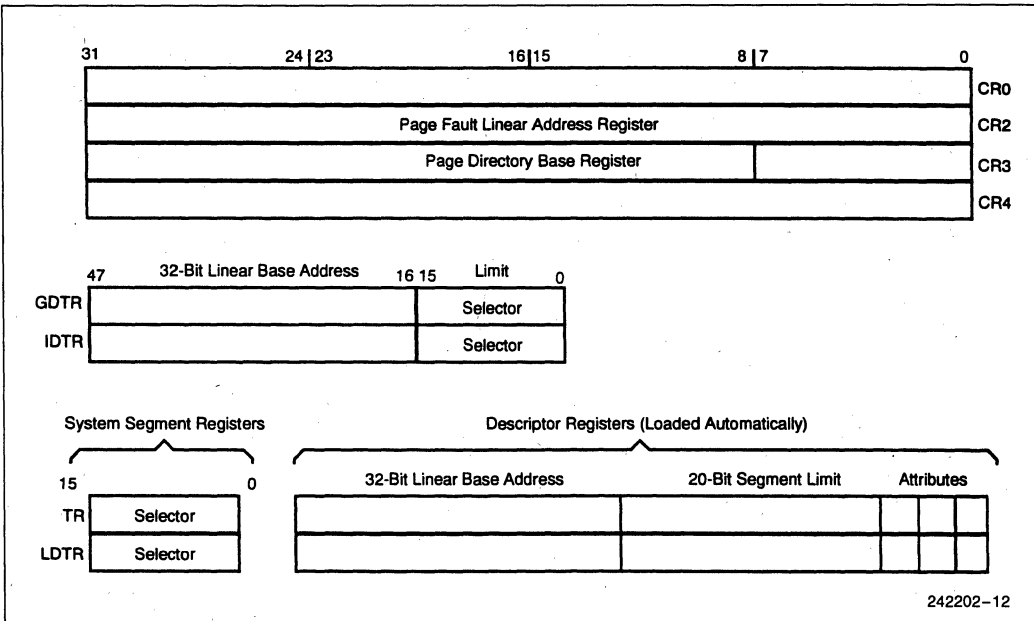 31 24 23 16 15 8 7 0
CR0
Page Fault Linear Address Register CR2
Page Directory Base Register CR3
CR4
47 32-Bit Linear Base Address 16 15 Limit 0
GDTR Selector
IDTR Selector
System Segment Registers Descriptor Registers (Loaded Automatically)
15 0 32-Bit Linear Base Address 20-Bit Segment Limit Attributes
TR Selector
LDTR Selector
242202–12